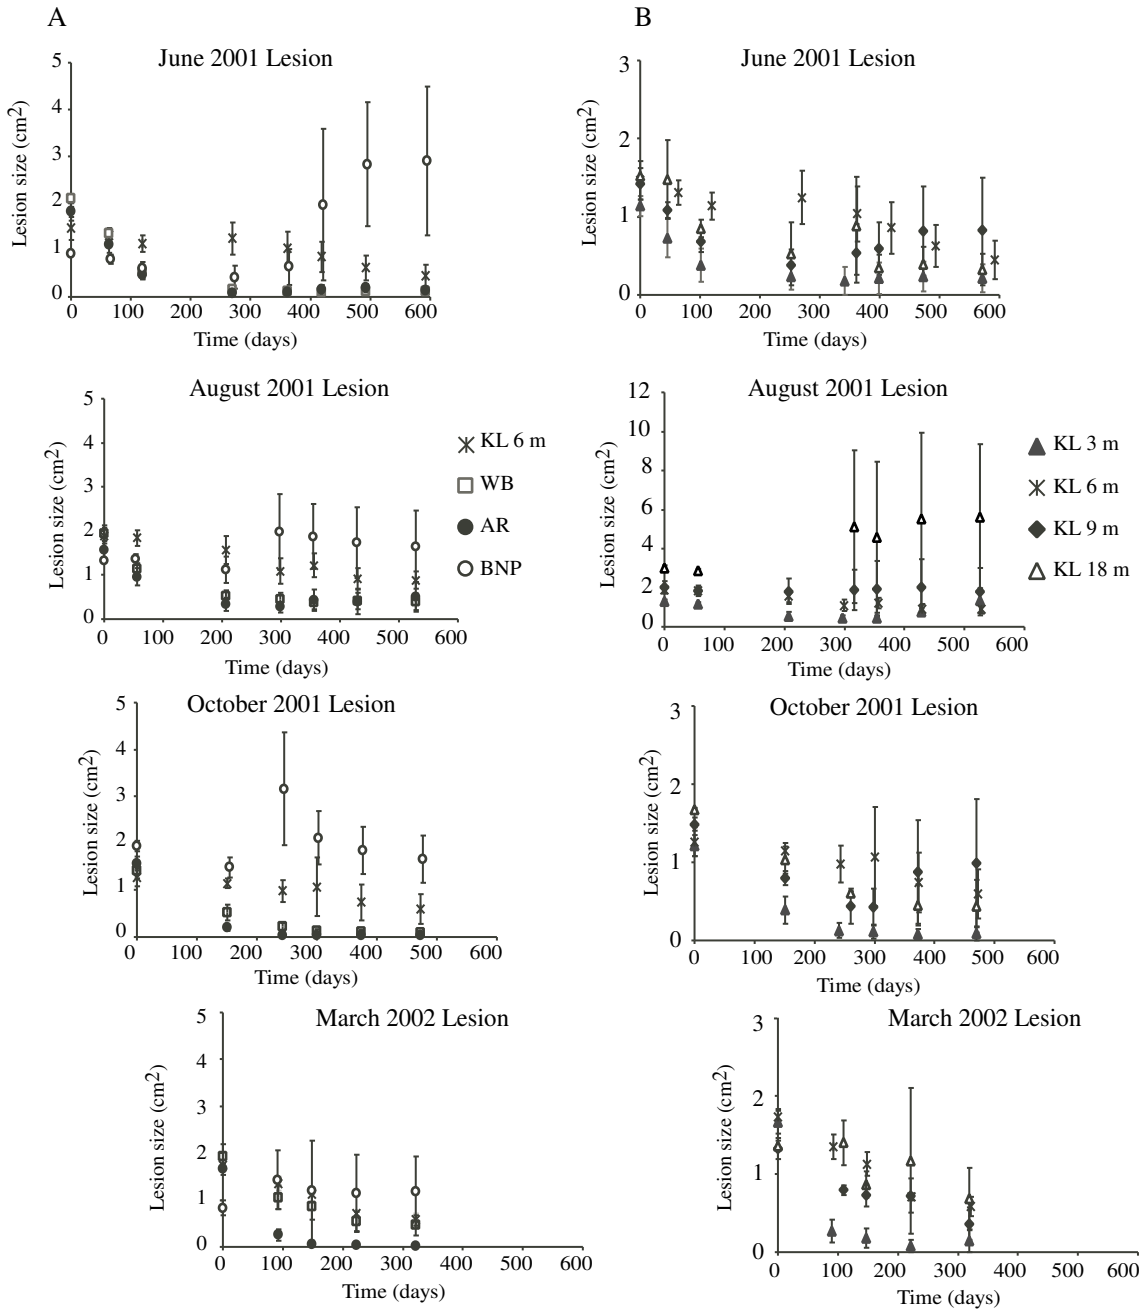 A
June 2001 Lesion
Lesion size (cm2)
5
4
3
2
1
0
0 100 200 300 400 500 600
Time (days)
August 2001 Lesion
Lesion size (cm2)
5
4
3
2
1
0
0 100 200 300 400 500 600
Time (days)
KL 6 m
WB
AR
BNP
October 2001 Lesion
Lesion size (cm2)
5
4
3
2
1
0
0 100 200 300 400 500 600
Time (days)
March 2002 Lesion
Lesion size (cm2)
5
4
3
2
1
0
0 100 200 300 400 500 600
Time (days)
B
June 2001 Lesion
Lesion size (cm2)
3
2
1
0
0 100 200 300 400 500 600
Time (days)
August 2001 Lesion
Lesion size (cm2)
12
10
8
6
4
2
0
0 100 200 300 400 500 600
Time (days)
KL 3 m
KL 6 m
KL 9 m
KL 18 m
October 2001 Lesion
Lesion size (cm2)
3
2
1
0
0 100 200 300 400 500 600
Time (days)
March 2002 Lesion
Lesion size (cm2)
3
2
1
0
0 100 200 300 400 500 600
Time (days)